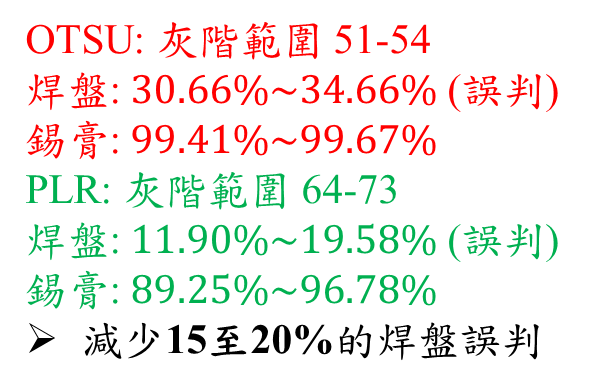 OTSU: 灰階範圍 51-54
焊盤: 30.66%~34.66% (誤判)
錫膏: 99.41%~99.67%
PLR: 灰階範圍 64-73
焊盤: 11.90%~19.58% (誤判)
錫膏: 89.25%~96.78%
➢ 減少15至20%的焊盤誤判